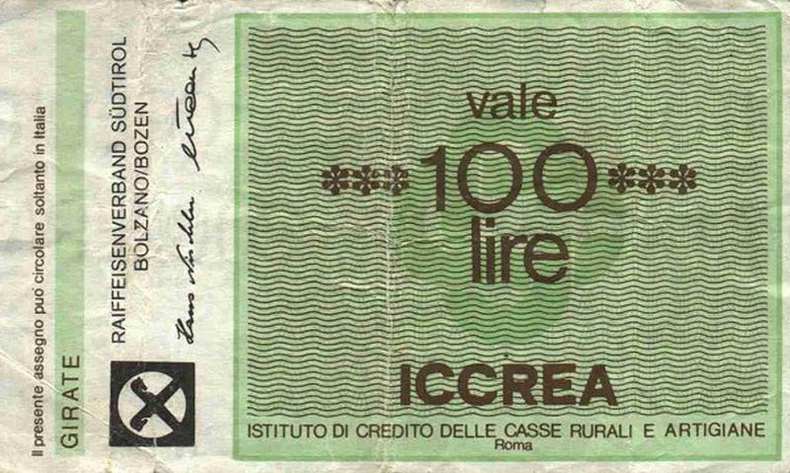 Il presente assegno può circolare soltanto in Italia
GIRATE
RAIFFEISENVERBAND SÜDTIROL
BOLZANO/BOZEN
vale
***100***
lire
ICCREA
ISTITUTO DI CREDITO DELLE CASSE RURALI E ARTIGIANE
Roma